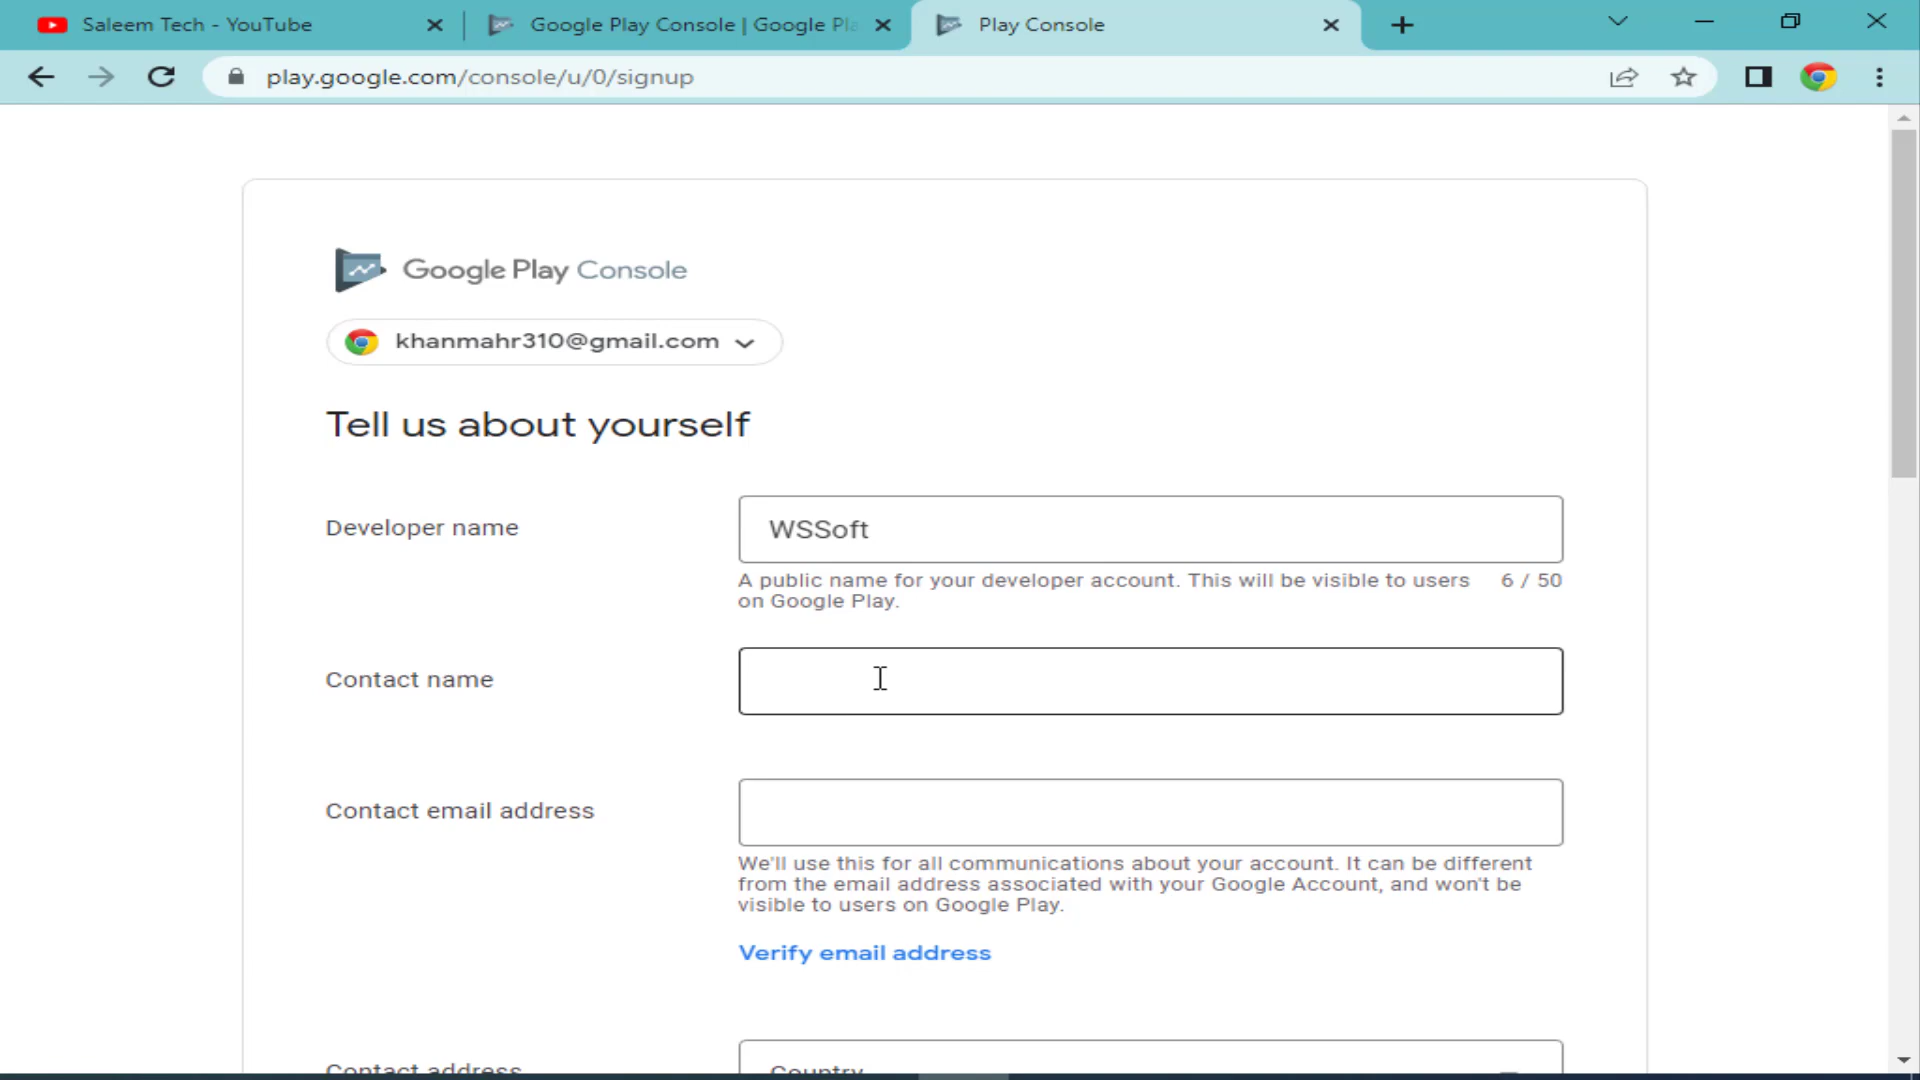 Saleem Tech - YouTube
Google Play Console | Google Pla
Play Console
play.google.com/console/u/0/signup
Google Play Console
khanmahr310@gmail.com
Tell us about yourself
Developer name
WSSoft
A public name for your developer account. This will be visible to users
on Google Play.
6 / 50
Contact name
Contact email address
We'll use this for all communications about your account. It can be different
from the email address associated with your Google Account, and won't be
visible to users on Google Play.
Verify email address
Contact address
Country